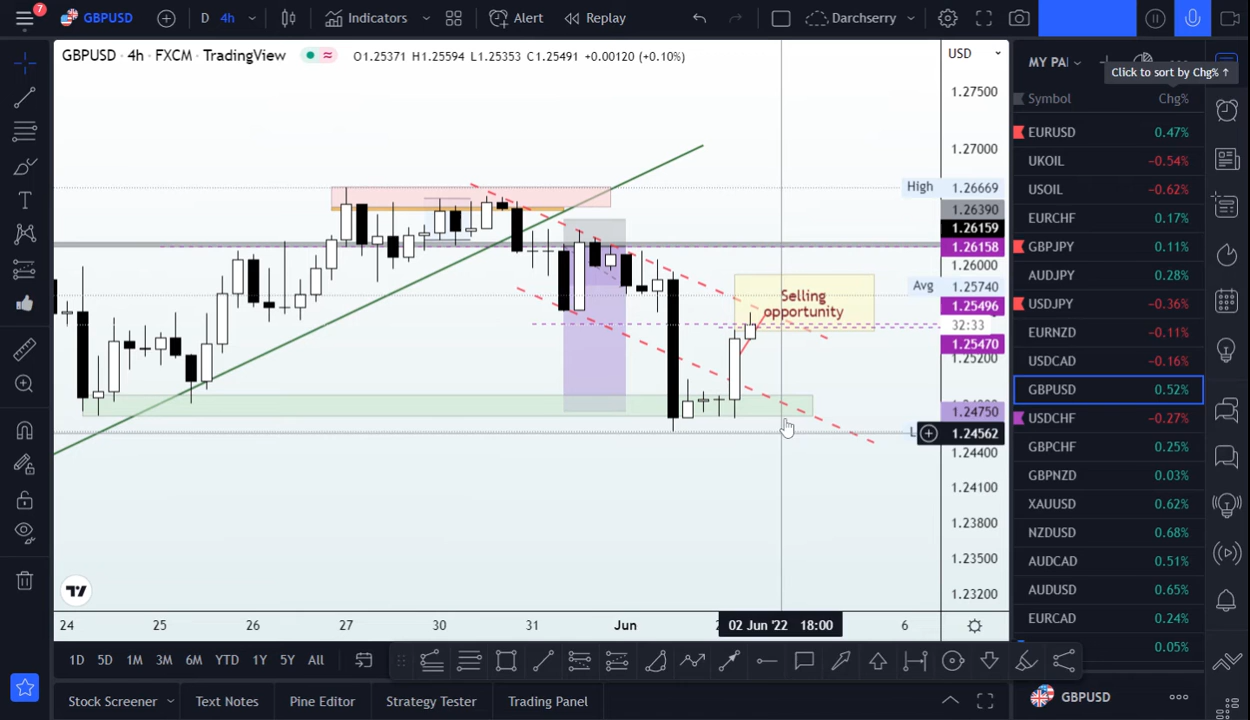 7
GBPUSD
D
4h
Indicators
Alert
Replay
Darchserry
GBPUSD · 4h · FXCM · TradingView
O1.25371 H1.25594 L1.25353 C1.25491 +0.00120 (+0.10%)
USD
1.27500
1.27000
High 1.26669
1.26390
1.26159
1.26158
1.26000
Avg 1.25740
1.25496
32:33
1.25470
1.25200
1.24750
1.24562
1.24400
1.24100
1.23800
1.23500
1.23200
Selling
opportunity
24 25 26 27 30 31 Jun 02 Jun '22 18:00 6
1D 5D 1M 3M 6M YTD 1Y 5Y All
Stock Screener
Text Notes
Pine Editor
Strategy Tester
Trading Panel
MY PAI
Click to sort by Chg% ↑
Symbol Chg%
EURUSD 0.47%
UKOIL −0.54%
USOIL −0.62%
EURCHF 0.17%
GBPJPY 0.11%
AUDJPY 0.28%
USDJPY −0.36%
EURNZD −0.11%
USDCAD −0.16%
GBPUSD 0.52%
USDCHF −0.27%
GBPCHF 0.25%
GBPNZD 0.03%
XAUUSD 0.62%
NZDUSD 0.68%
AUDCAD 0.51%
AUDUSD 0.65%
EURCAD 0.24%
0.05%
GBPUSD